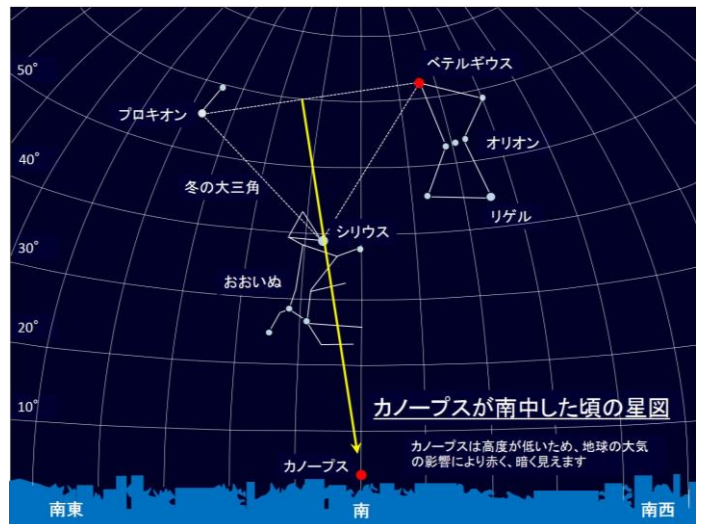 50°
ベテルギウス
プロキオン
オリオン
40°
冬の大三角
リゲル
シリウス
30°
おおいぬ
20°
10°
カノープスが南中した頃の星図
カノープスは高度が低いため、地球の大気
の影響により赤く、暗く見えます
カノープス
南東
南
南西